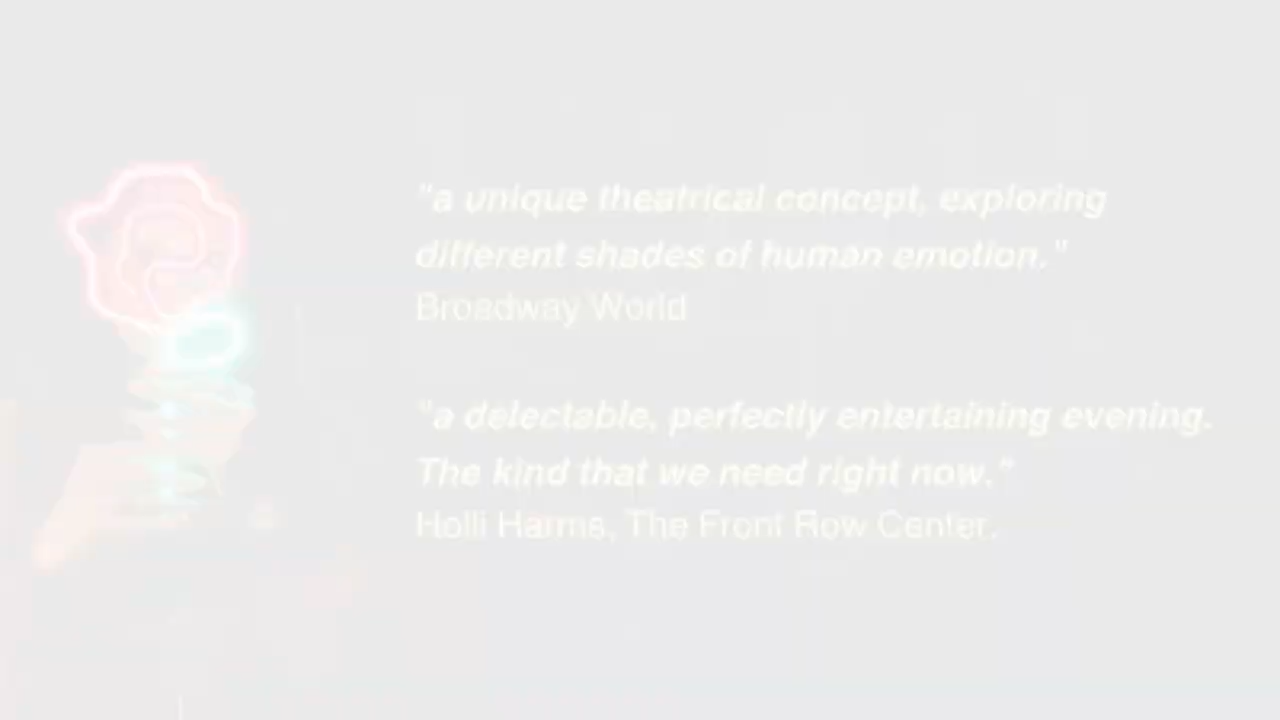 "a unique theatrical concept, exploring
different shades of human emotion."
Broadway World
"a delectable, perfectly entertaining evening.
The kind that we need right now."
Holli Harms, The Front Row Center.